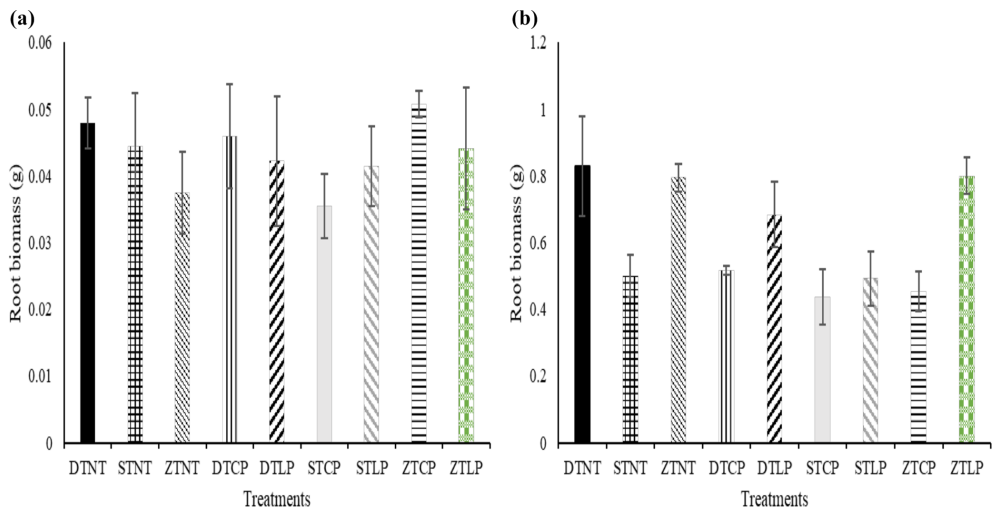 (a)
Root biomass (g)
0.06
0.05
0.04
0.03
0.02
0.01
0
DTNT STNT ZTNT DTCP DTLP STCP STLP ZTCP ZTLP
Treatments
(b)
Root biomass (g)
1.2
1
0.8
0.6
0.4
0.2
0
DTNT STNT ZTNT DTCP DTLP STCP STLP ZTCP ZTLP
Treatments